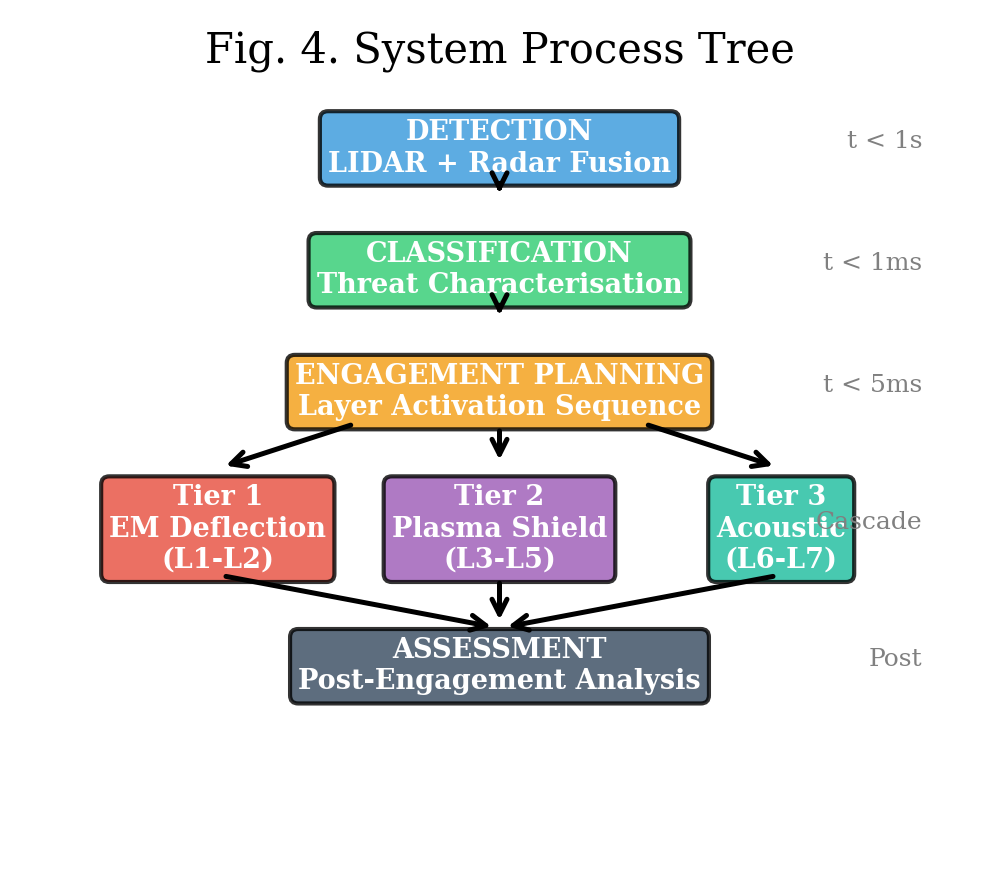 Fig. 4. System Process Tree
DETECTION
LIDAR + Radar Fusion
t < 1s
CLASSIFICATION
Threat Characterisation
t < 1ms
ENGAGEMENT PLANNING
Layer Activation Sequence
t < 5ms
Tier 1
EM Deflection
(L1-L2)
Tier 2
Plasma Shield
(L3-L5)
Tier 3
Acoustic
(L6-L7)
Cascade
ASSESSMENT
Post-Engagement Analysis
Post